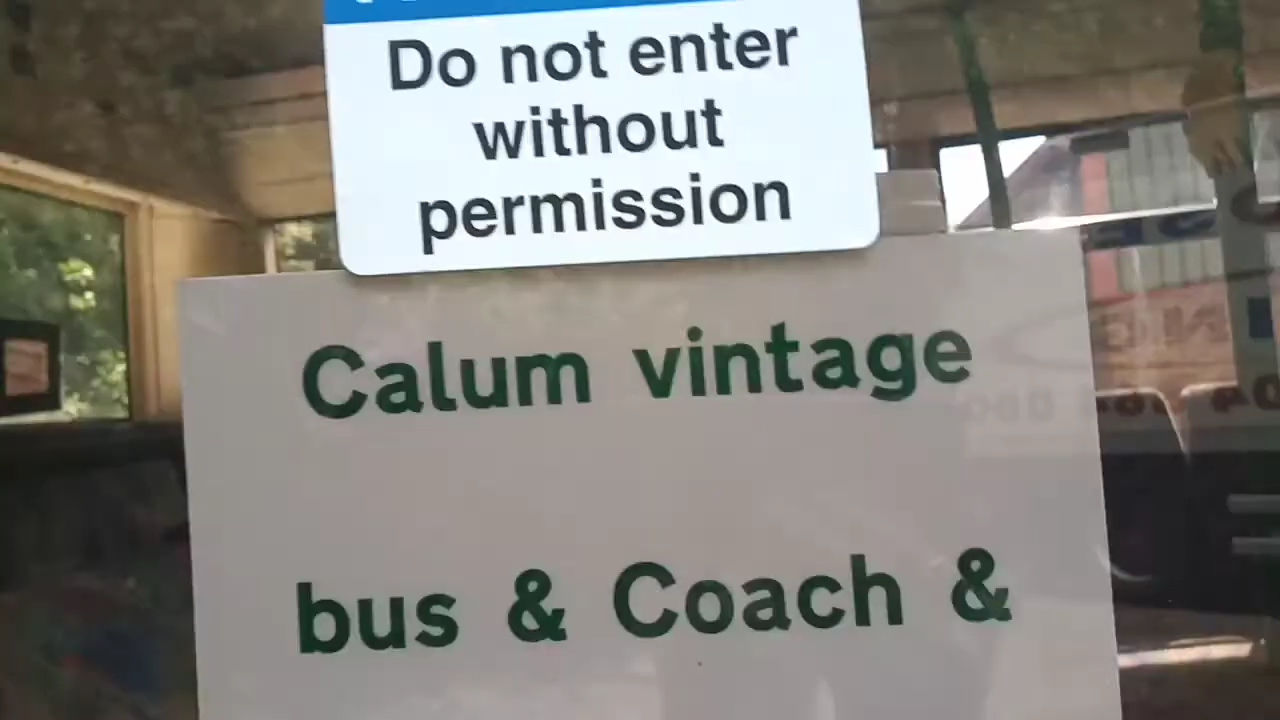 Do not enter
without
permission
Calum vintage
bus & Coach &